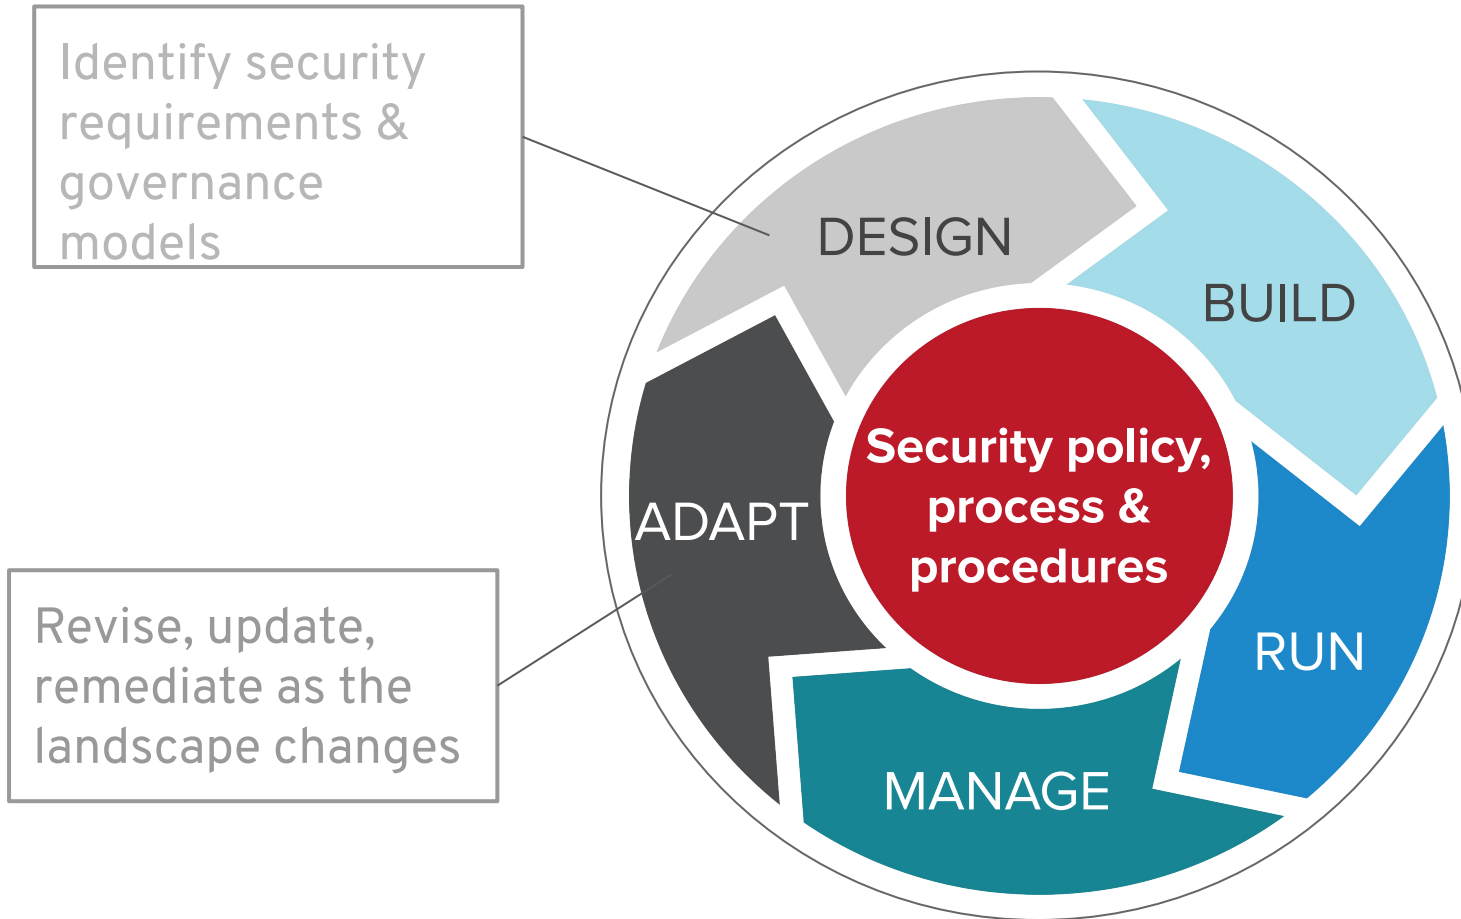 Identify security
requirements &
governance
models
DESIGN
BUILD
Security policy,
process &
procedures
ADAPT
RUN
MANAGE
Revise, update,
remediate as the
landscape changes